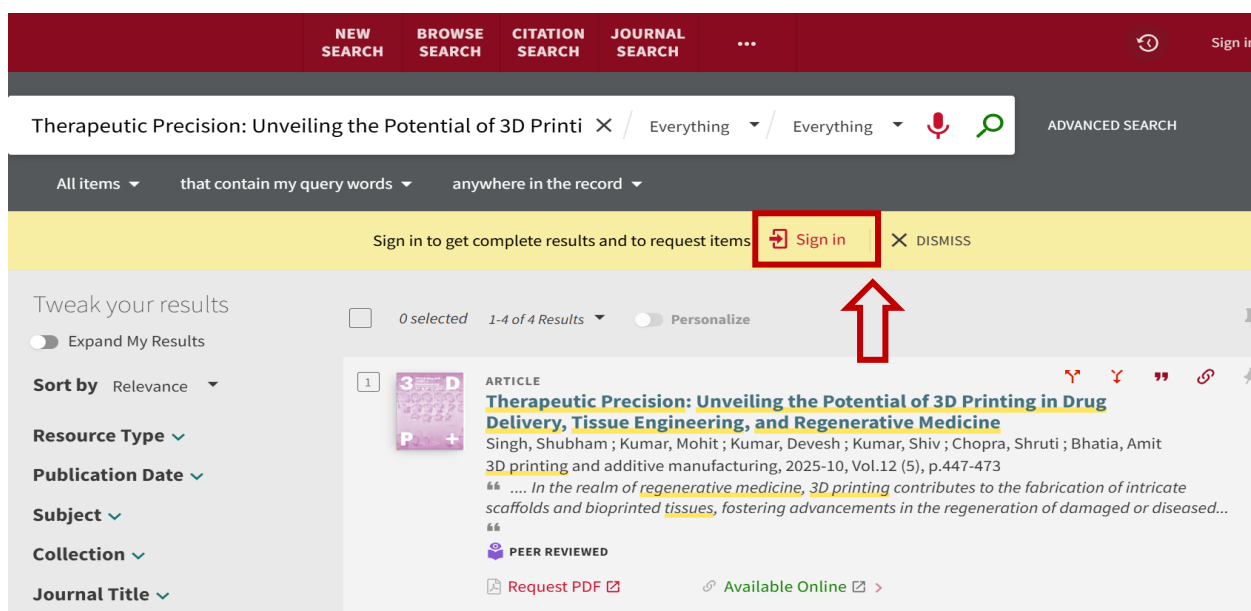 NEW SEARCH
BROWSE SEARCH
CITATION SEARCH
JOURNAL SEARCH
...
Sign in
Therapeutic Precision: Unveiling the Potential of 3D Printi
Everything
Everything
ADVANCED SEARCH
All items
that contain my query words
anywhere in the record
Sign in to get complete results and to request items
Sign in
DISMISS
Tweak your results
Expand My Results
Sort by Relevance
Resource Type
Publication Date
Subject
Collection
Journal Title
0 selected
1-4 of 4 Results
Personalize
1
3 D
P +
ARTICLE
Therapeutic Precision: Unveiling the Potential of 3D Printing in Drug
Delivery, Tissue Engineering, and Regenerative Medicine
Singh, Shubham ; Kumar, Mohit ; Kumar, Devesh ; Kumar, Shiv ; Chopra, Shruti ; Bhatia, Amit
3D printing and additive manufacturing, 2025-10, Vol.12 (5), p.447-473
❝ .... In the realm of regenerative medicine, 3D printing contributes to the fabrication of intricate
scaffolds and bioprinted tissues, fostering advancements in the regeneration of damaged or diseased...
❝
PEER REVIEWED
Request PDF
Available Online